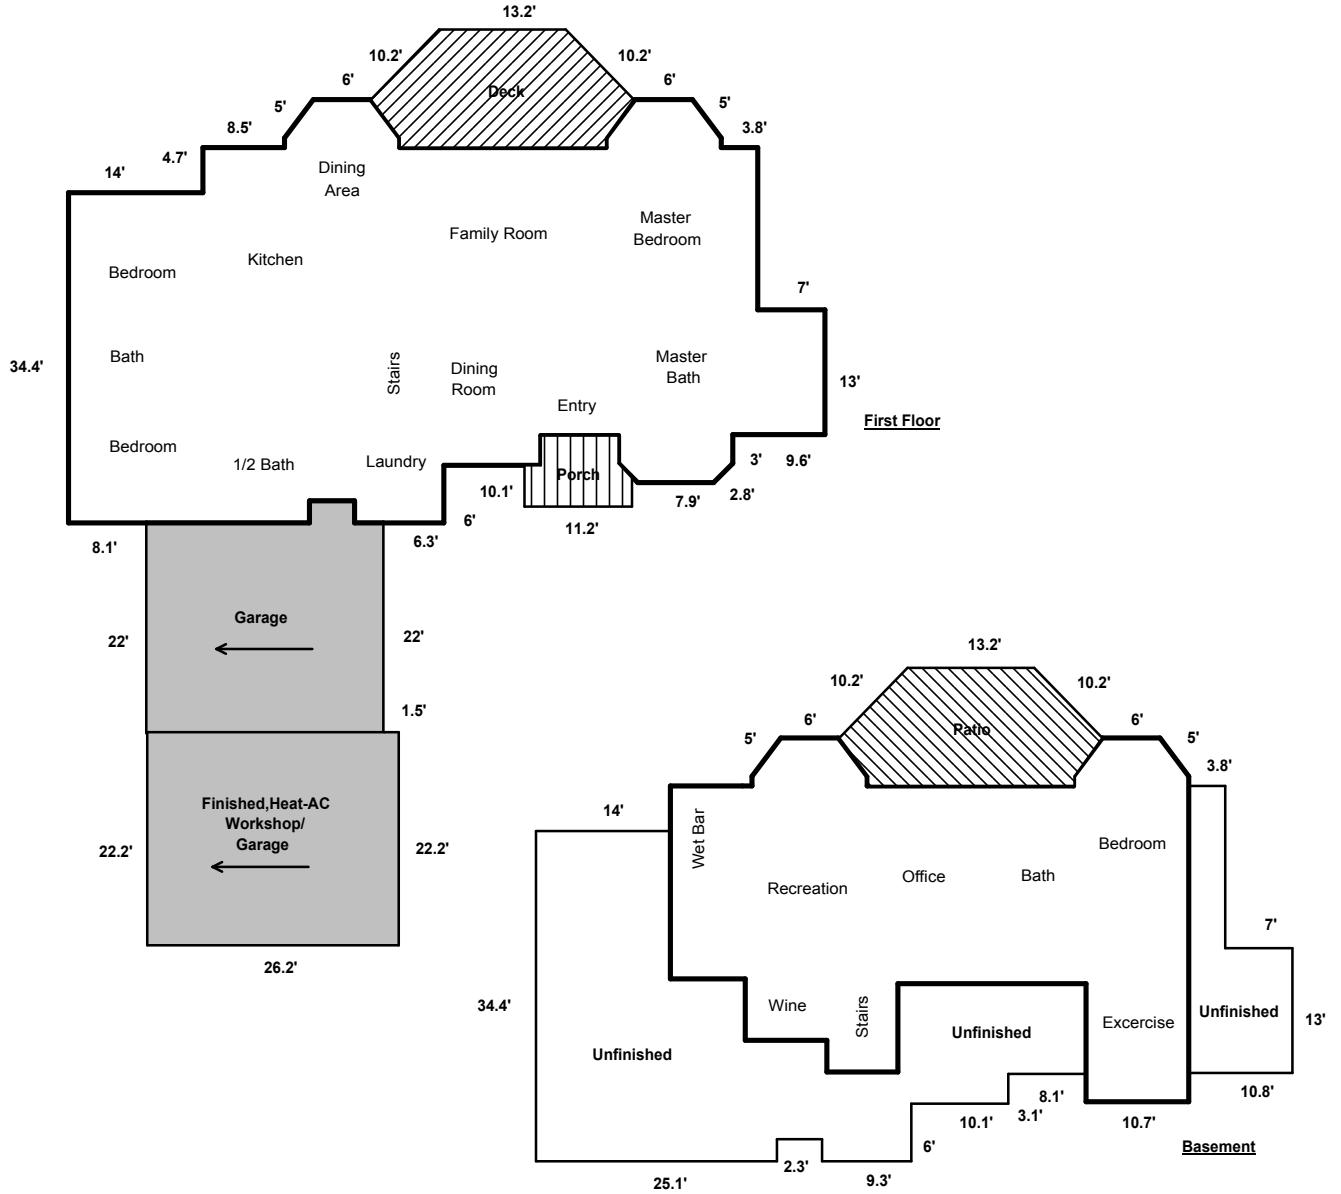 13.2'
10.2'
Deck
10.2'
6'
6'
5'
5'
8.5'
3.8'
4.7'
14'
Dining
Area
Family Room
Master
Bedroom
Kitchen
Bedroom
7'
34.4'
Bath
Stairs
Dining
Room
Master
Bath
13'
Entry
First Floor
Bedroom
1/2 Bath
Laundry
Porch
3'
9.6'
10.1'
7.9'
2.8'
6'
11.2'
8.1'
6.3'
Garage
22'
22'
1.5'
Finished,Heat-AC
Workshop/
Garage
22.2'
22.2'
26.2'
13.2'
10.2'
10.2'
Patio
6'
6'
5'
5'
3.8'
14'
Wet Bar
Bedroom
Recreation
Office
Bath
7'
34.4'
Wine
Stairs
Unfinished
Excercise
Unfinished
13'
Unfinished
10.8'
8.1'
10.1'
3.1'
10.7'
6'
Basement
2.3'
25.1'
9.3'